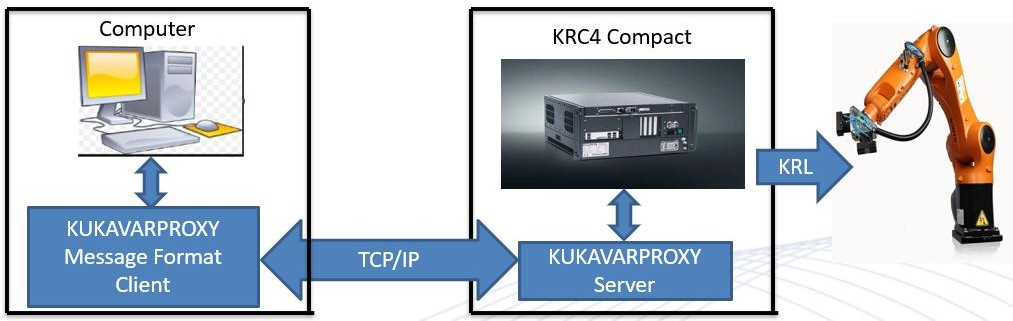 Computer
KRC4 Compact
KRL
KUKAVARPROXY
Message Format
Client
TCP/IP
KUKAVARPROXY
Server